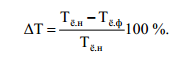 ΔT = (Tё.н − Tё.ф) / Tё.н 100 %.